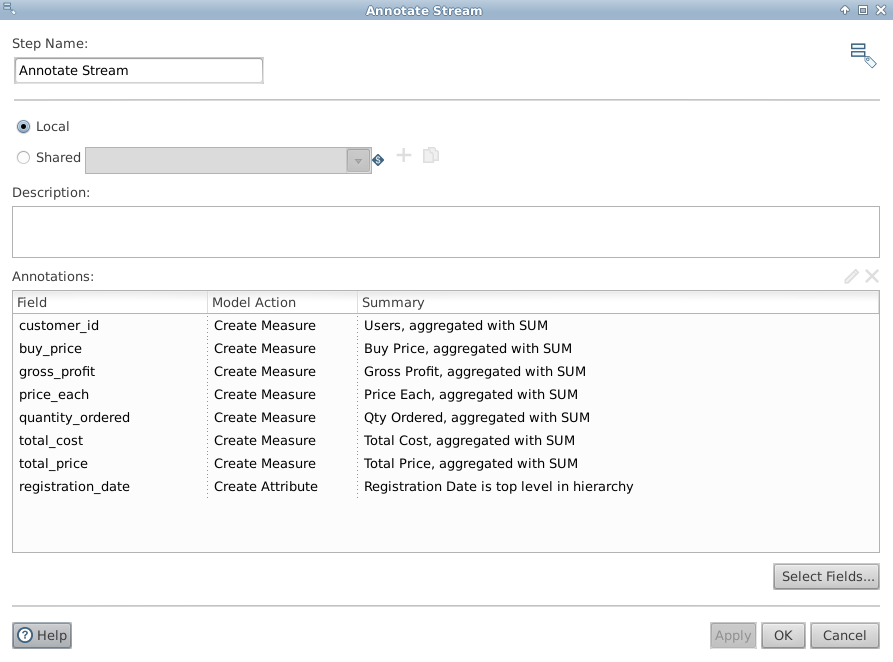 Annotate Stream
Step Name:
Annotate Stream
Local
Shared
Description:
Annotations:
Field Model Action Summary
customer_id Create Measure Users, aggregated with SUM
buy_price Create Measure Buy Price, aggregated with SUM
gross_profit Create Measure Gross Profit, aggregated with SUM
price_each Create Measure Price Each, aggregated with SUM
quantity_ordered Create Measure Qty Ordered, aggregated with SUM
total_cost Create Measure Total Cost, aggregated with SUM
total_price Create Measure Total Price, aggregated with SUM
registration_date Create Attribute Registration Date is top level in hierarchy
Select Fields...
Help Apply OK Cancel